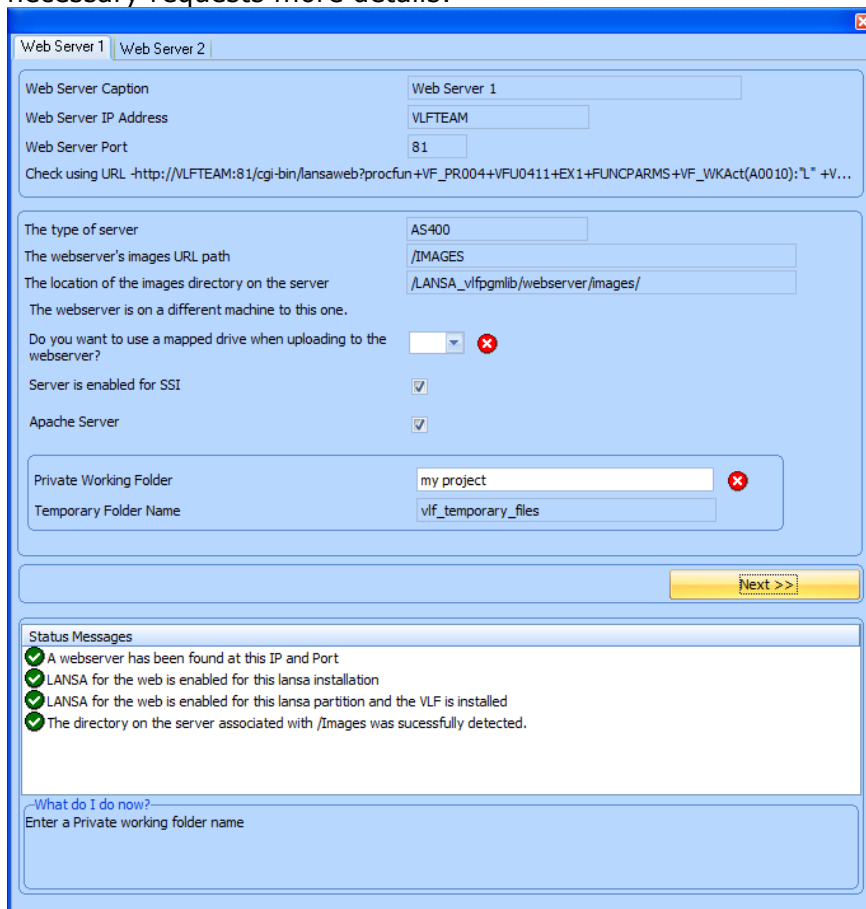 necessary requests more details.
Web Server 1 Web Server 2
Web Server Caption Web Server 1
Web Server IP Address VLFTEAM
Web Server Port 81
Check using URL -http://VLFTEAM:81/cgi-bin/lansaweb?procfun+VF_PR004+VFU0411+EX1+FUNCPARMS+VF_WKAct(A0010):"L" +V...
The type of server AS400
The webserver's images URL path /IMAGES
The location of the images directory on the server /LANSA_vlfpgmlib/webserver/images/
The webserver is on a different machine to this one.
Do you want to use a mapped drive when uploading to the
webserver?
Server is enabled for SSI
Apache Server
Private Working Folder my project
Temporary Folder Name vlf_temporary_files
Next >>
Status Messages
A webserver has been found at this IP and Port
LANSA for the web is enabled for this lansa installation
LANSA for the web is enabled for this lansa partition and the VLF is installed
The directory on the server associated with /Images was sucessfully detected.
What do I do now?
Enter a Private working folder name